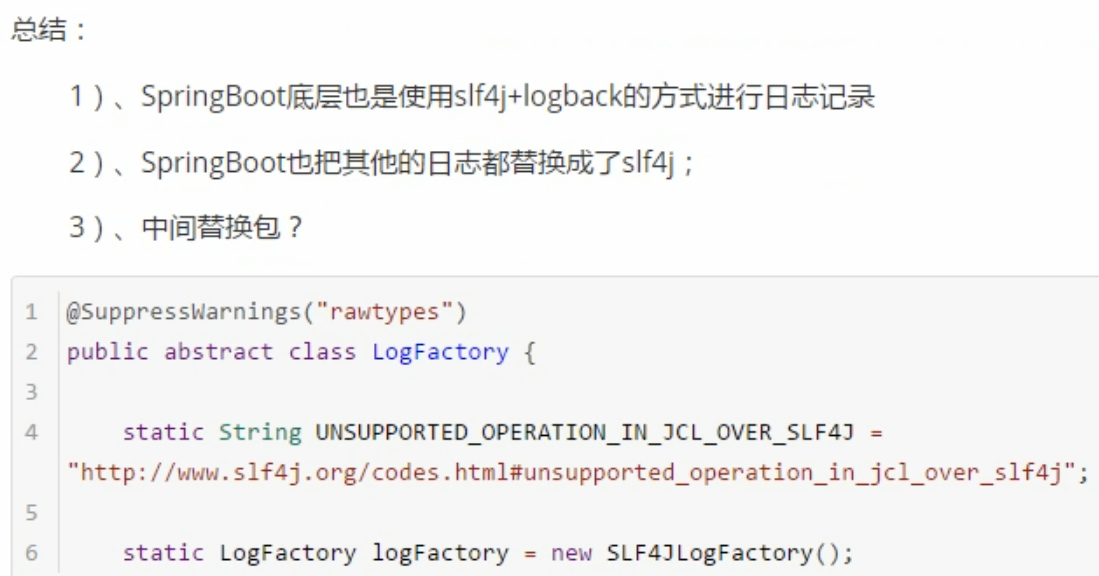 总结：
1）、SpringBoot底层也是使用slf4j+logback的方式进行日志记录
2）、SpringBoot也把其他的日志都替换成了slf4j；
3）、中间替换包？
1 @SuppressWarnings("rawtypes")
2 public abstract class LogFactory {
3
4     static String UNSUPPORTED_OPERATION_IN_JCL_OVER_SLF4J =
"http://www.slf4j.org/codes.html#unsupported_operation_in_jcl_over_slf4j";
5
6     static LogFactory logFactory = new SLF4JLogFactory();